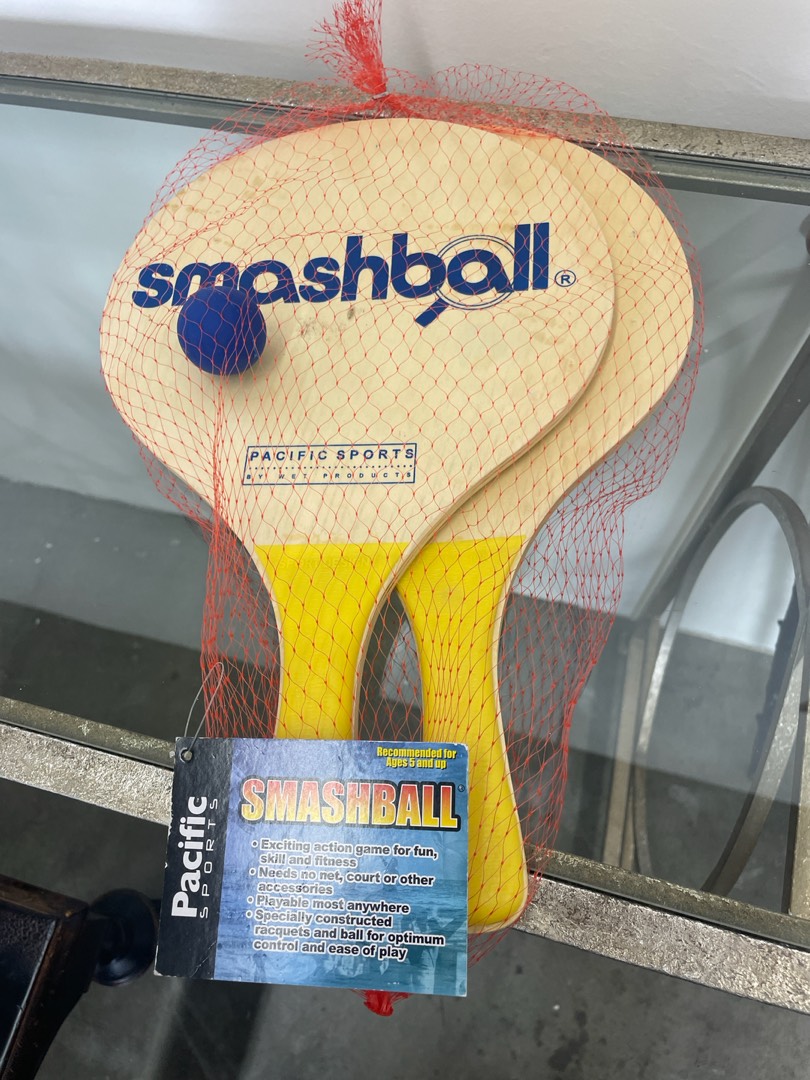 smashball®
PACIFIC SPORTS
BY WET PRODUCTS
Recommended for
Ages 5 and up
Pacific
SPORTS
SMASHBALL
• Exciting action game for fun,
skill and fitness
• Needs no net, court or other
accessories
• Playable most anywhere
• Specially constructed
racquets and ball for optimum
control and ease of play